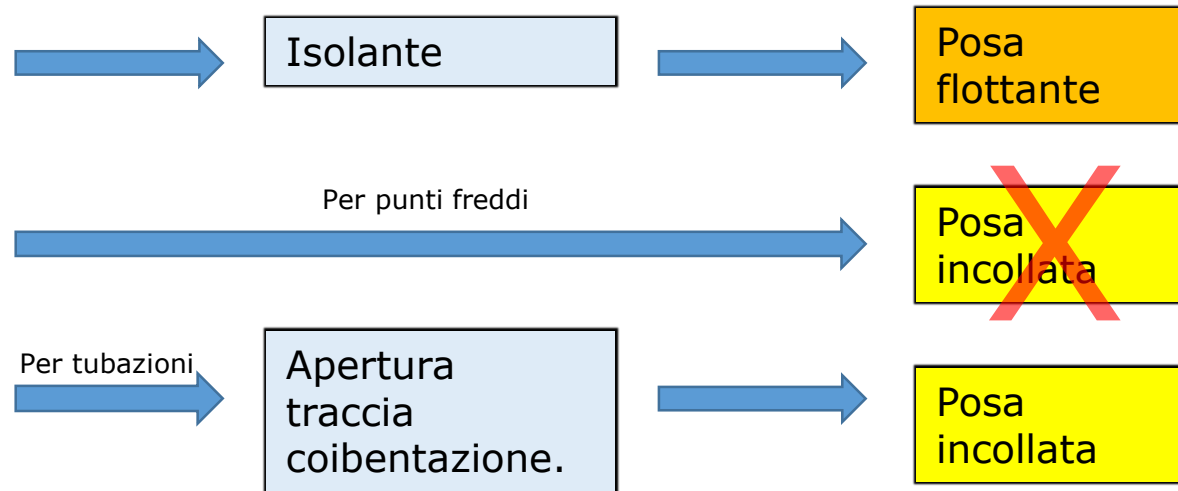 Isolante
Posa
flottante
Per punti freddi
Posa
incollata
Per tubazioni
Apertura
traccia
coibentazione.
Posa
incollata